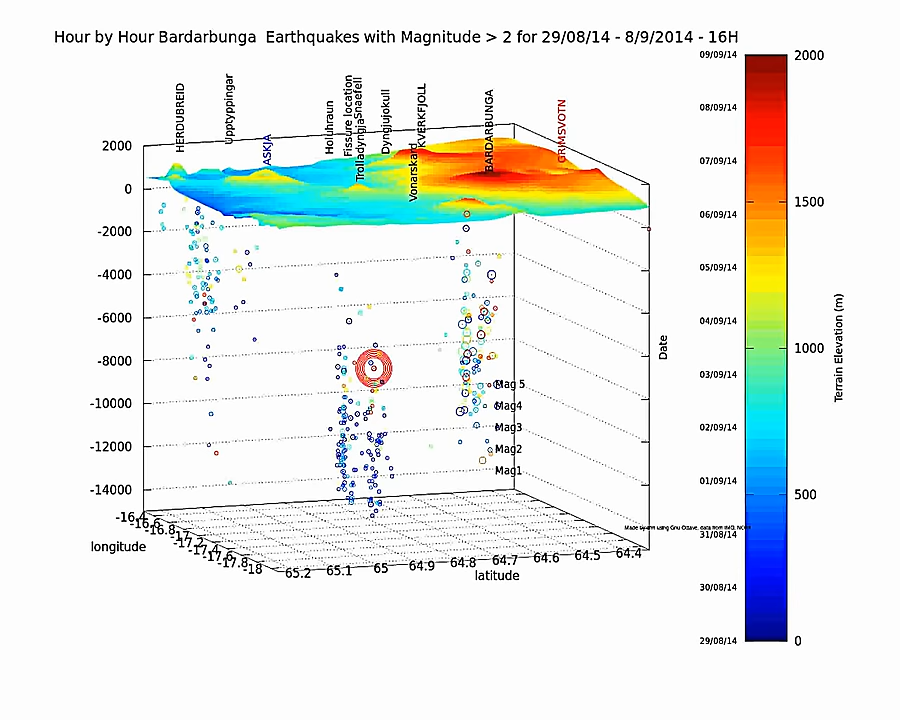 Hour by Hour Bardarbunga  Earthquakes with Magnitude > 2 for 29/08/14 - 8/9/2014 - 16H
HERDUBREID
Upptyppingar
ASKJA
Holuhraun
Fissure location
Trolladyngja
Snaefell
Dyngjujokull
Vonarskard
KVERKFJOLL
BARDARBUNGA
GRIMSVOTN
2000
0
-2000
-4000
-6000
-8000
-10000
-12000
-14000
Mag 5
Mag4
Mag3
Mag2
Mag1
-16.4
-16.6
-16.8
-17
-17.2
-17.4
-17.6
-17.8
-18
longitude
65.2
65.1
65
64.9
64.8
64.7
64.6
64.5
64.4
latitude
Date
09/09/14
08/09/14
07/09/14
06/09/14
05/09/14
04/09/14
03/09/14
02/09/14
01/09/14
31/08/14
30/08/14
29/08/14
2000
1500
1000
500
0
Terrain Elevation (m)
using Gnu Octave, data from IMO,